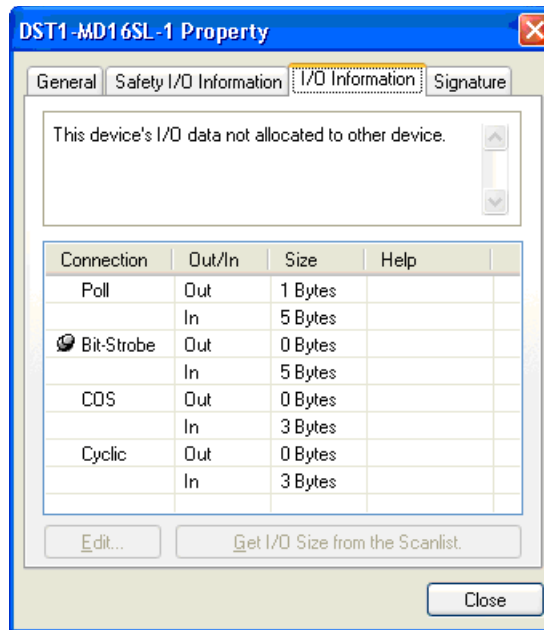 DST1-MD16SL-1 Property
General Safety I/O Information I/O Information Signature
This device's I/O data not allocated to other device.
Connection Out/In Size Help
Poll Out 1 Bytes
In 5 Bytes
Bit-Strobe Out 0 Bytes
In 5 Bytes
COS Out 0 Bytes
In 3 Bytes
Cyclic Out 0 Bytes
In 3 Bytes
Edit... Get I/O Size from the Scanlist.
Close